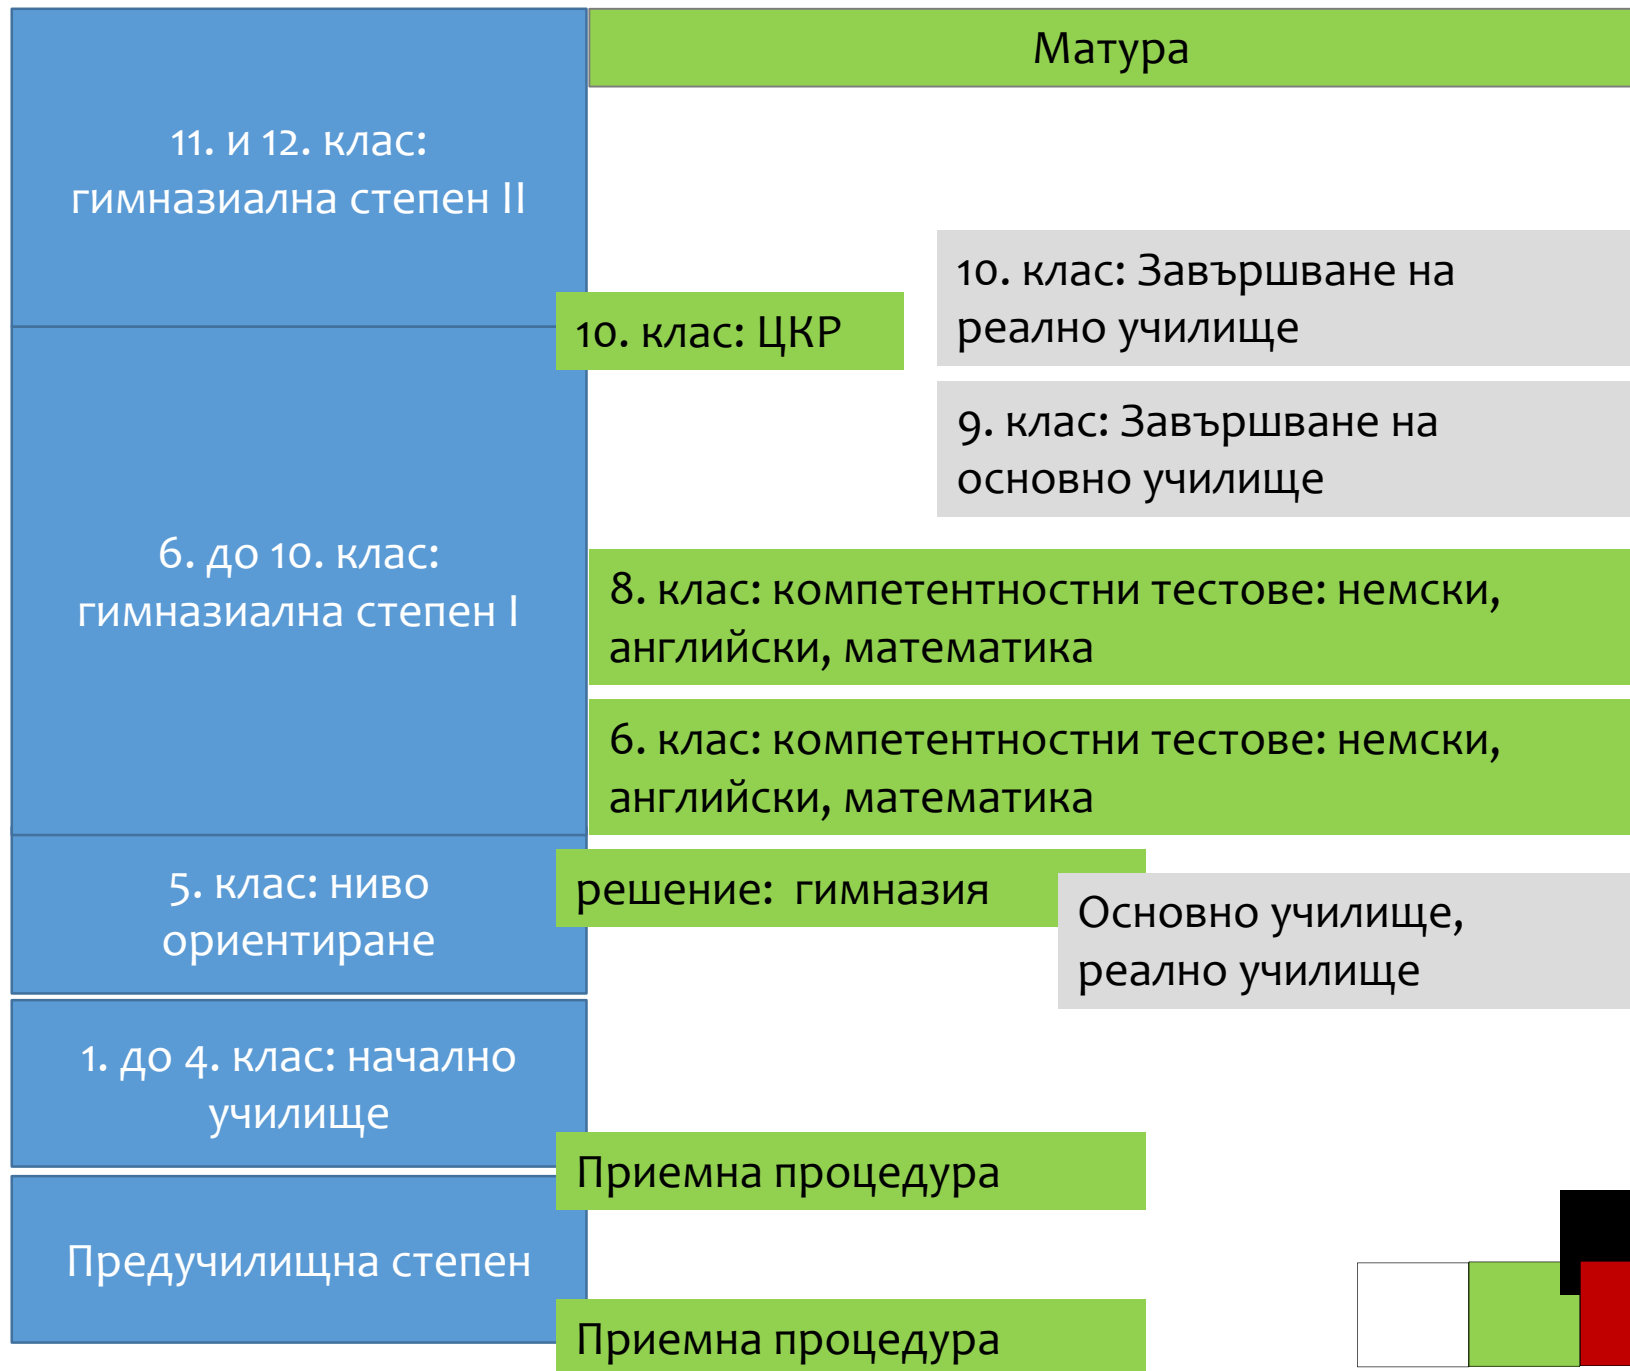 Матура
11. и 12. клас:
гимназиална степен II
10. клас: Завършване на
реално училище
10. клас: ЦКР
9. клас: Завършване на
основно училище
6. до 10. клас:
гимназиална степен I
8. клас: компетентностни тестове: немски,
английски, математика
6. клас: компетентностни тестове: немски,
английски, математика
5. клас: ниво
ориентиране
решение: гимназия
Основно училище,
реално училище
1. до 4. клас: начално
училище
Приемна процедура
Предучилищна степен
Приемна процедура